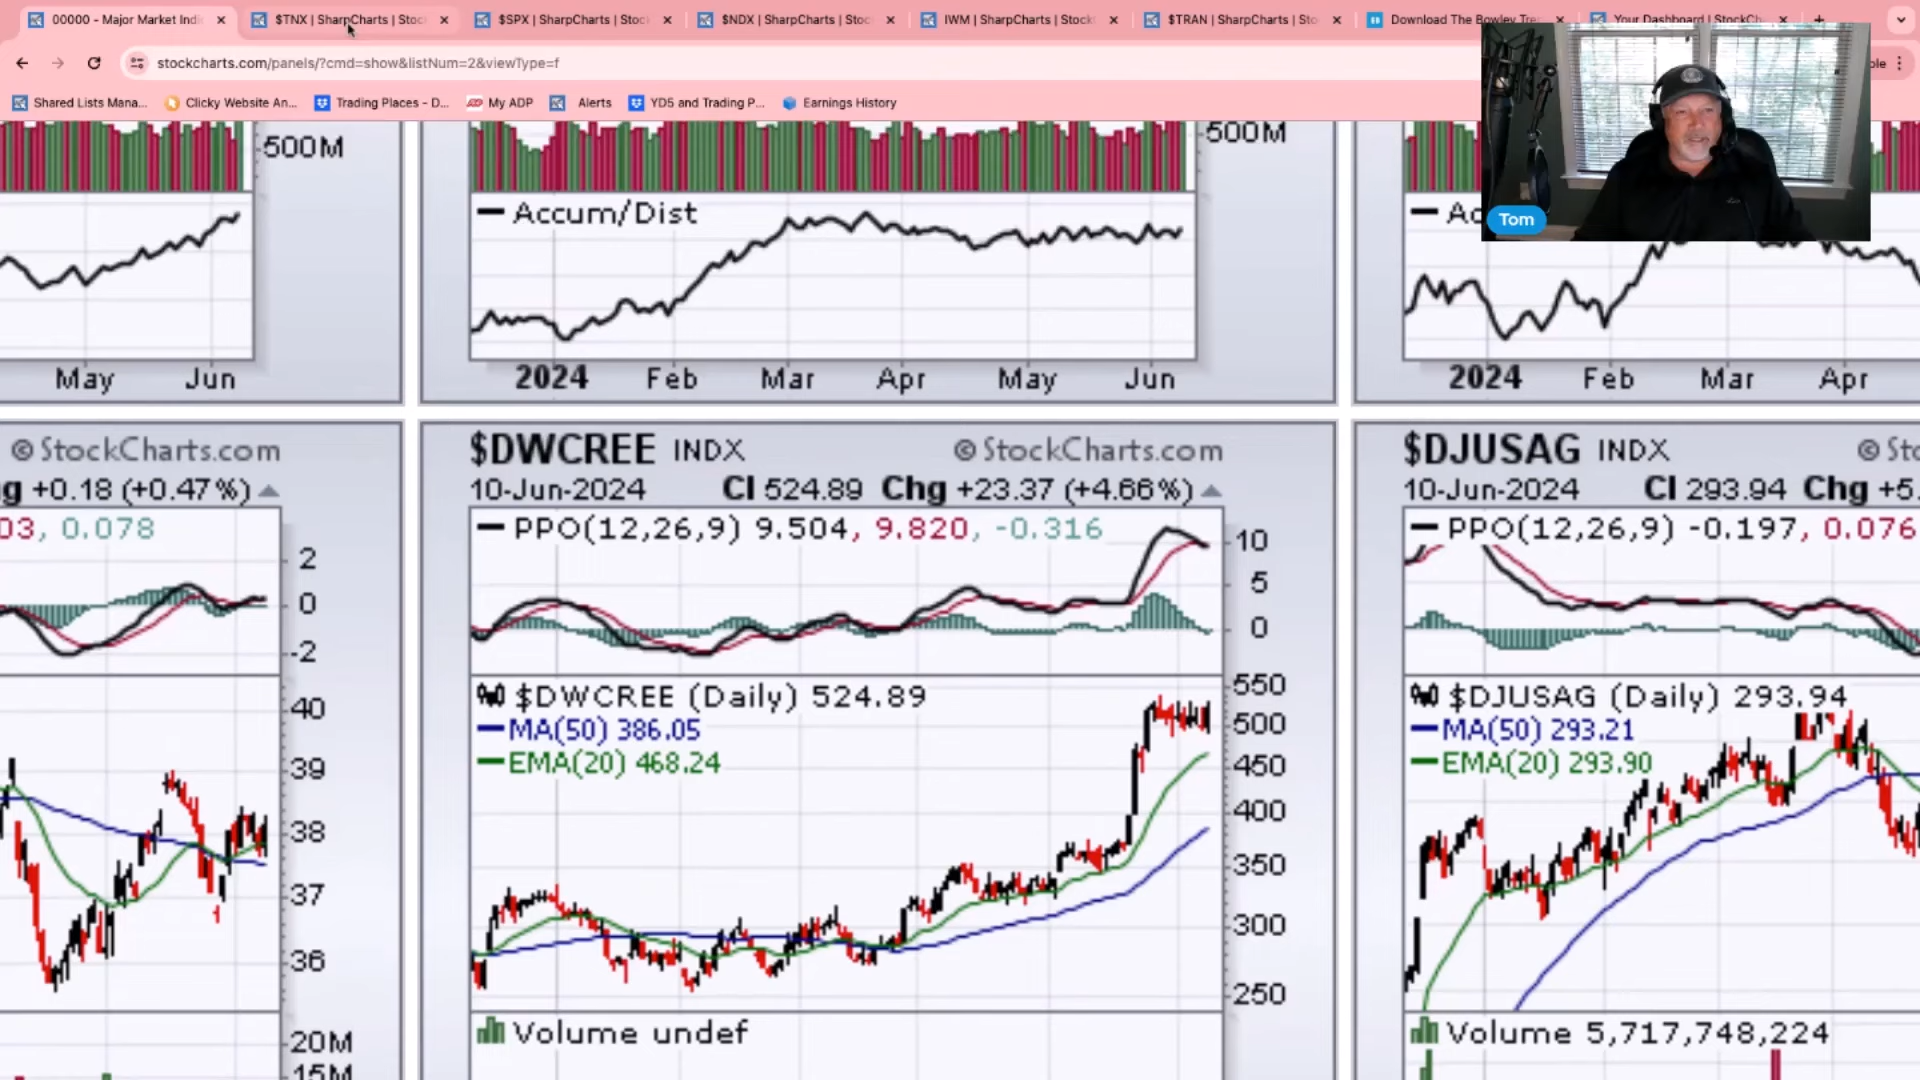 00000 - Major Market Indi
$TNX | SharpCharts | Stoc
$SPX | SharpCharts | Stock
$NDX | SharpCharts | Stoc
IWM | SharpCharts | Stock
$TRAN | SharpCharts | Sto
Download The Bowley Tre
Your Dashboard | StockCh
stockcharts.com/panels/?cmd=show&listNum=2&viewType=f
Shared Lists Mana...
Clicky Website An...
Trading Places - D...
My ADP
Alerts
YD5 and Trading P...
Earnings History
Tom
500M
May Jun
500M
Accum/Dist
2024 Feb Mar Apr May Jun
2024 Feb Mar Apr
© StockCharts.com
+0.18 (+0.47%)
0.078
2
0
-2
40
39
38
37
36
20M
15M
$DWCREE INDX © StockCharts.com
10-Jun-2024 Cl 524.89 Chg +23.37 (+4.66%)
PPO(12,26,9) 9.504, 9.820, -0.316
10
5
0
$DWCREE (Daily) 524.89
MA(50) 386.05
EMA(20) 468.24
550
500
450
400
350
300
250
Volume undef
$DJUSAG INDX
10-Jun-2024 Cl 293.94 Chg +5.
PPO(12,26,9) -0.197, 0.076
$DJUSAG (Daily) 293.94
MA(50) 293.21
EMA(20) 293.90
Volume 5,717,748,224